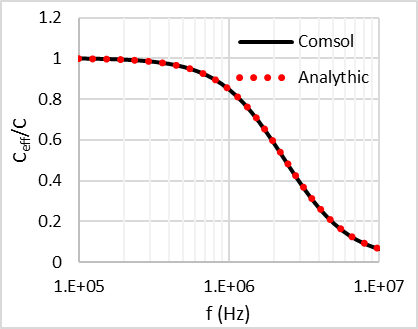 1.2
1
0.8
0.6
0.4
0.2
0
Ceff/C
Comsol
Analythic
1.E+05
1.E+06
1.E+07
f (Hz)